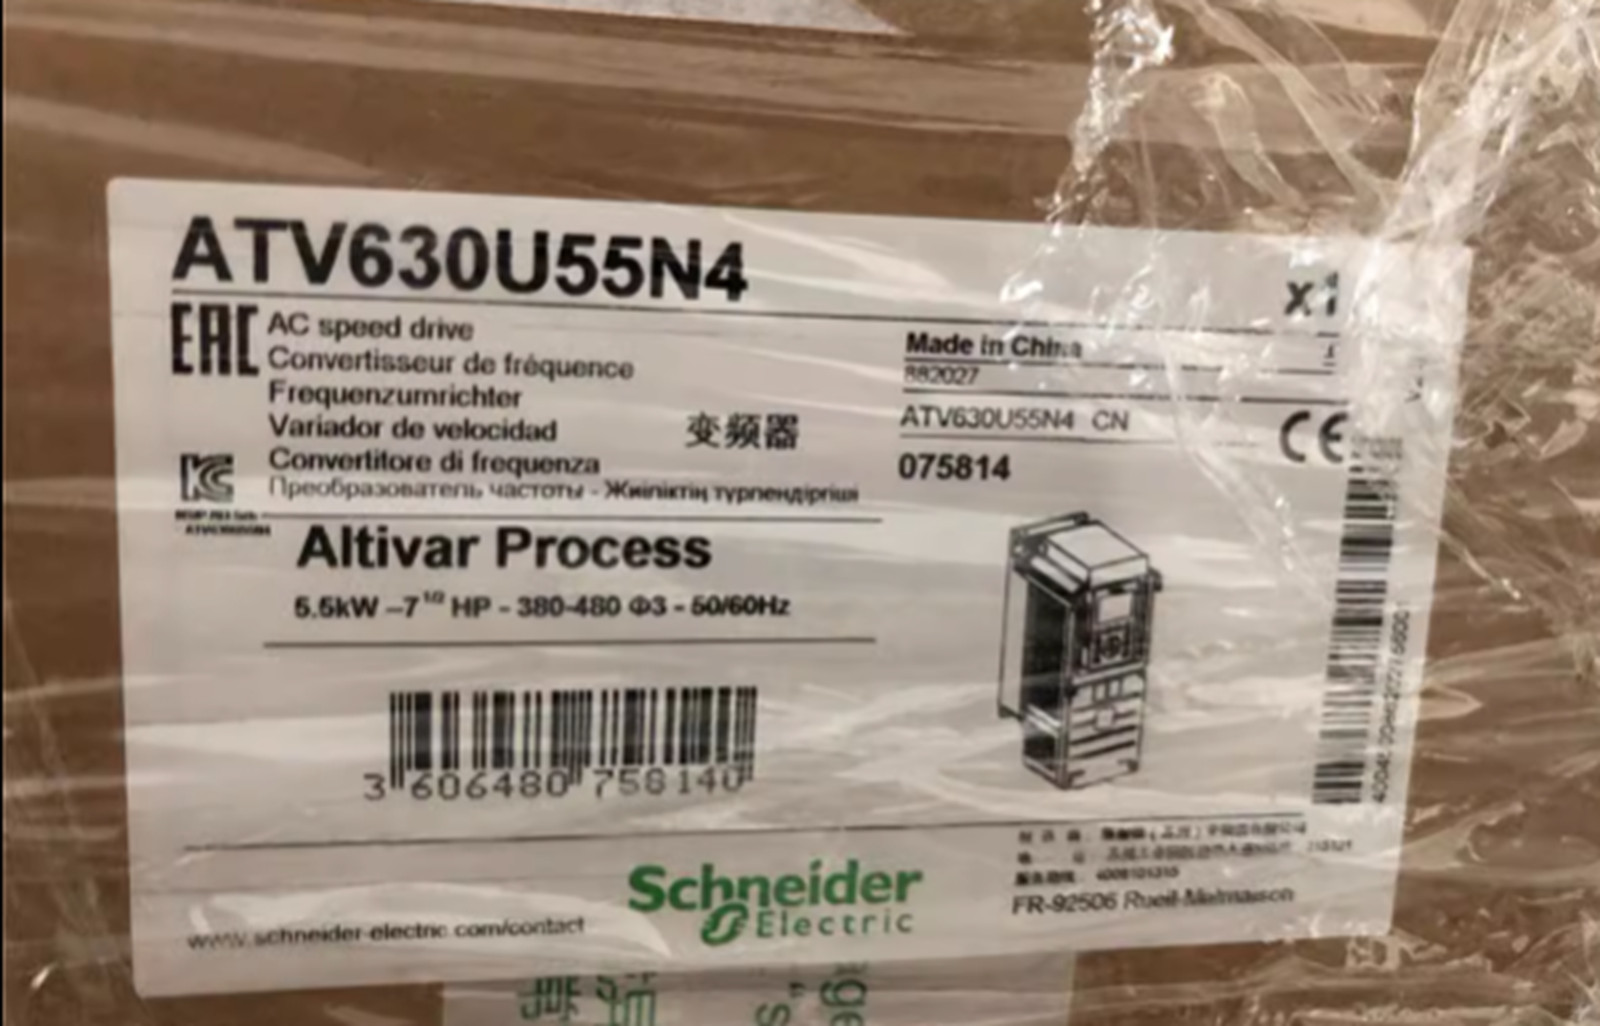 ATV630U55N4
x1
EAC
AC speed drive
Convertisseur de fréquence
Frequenzumrichter
Variador de velocidad
变频器
Convertitore di frequenza
Преобразователь частоты - Жиіліктің түрлендіргіші
Made in China
882027
ATV630U55N4 CN
CE
075814
Altivar Process
5.5kW –7 1/2 HP - 380-480 Φ3 - 50/60Hz
3 606480 758140
Schneider
Electric
www.schneider-electric.com/contact
FR-92506 Rueil-Malmaison